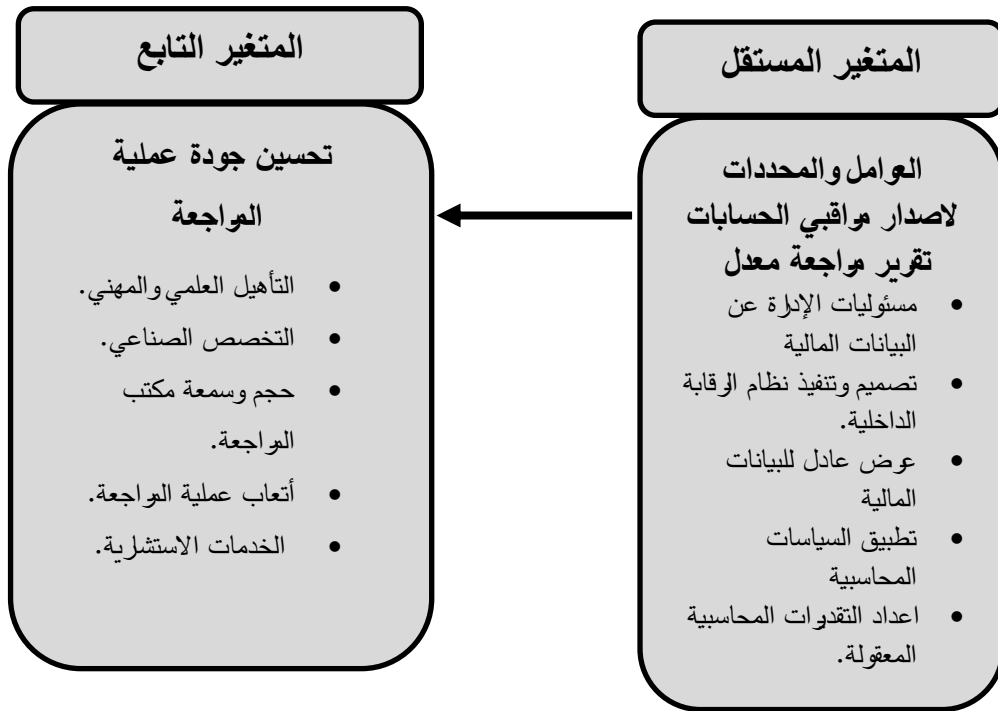 المتغير المستقل
العوامل والمحددات
لاصدار مراقبي الحسابات
تقرير مراجعة معدل
• مسئوليات الإدارة عن
البيانات المالية
• تصميم وتنفيذ نظام الرقابة
الداخلية.
• عرض عادل للبيانات
المالية
• تطبيق السياسات
المحاسبية
• اعداد التقديرات المحاسبية
المعقولة.
المتغير التابع
تحسين جودة عملية
المراجعة
• التأهيل العلمي والمهني.
• التخصص الصناعي.
• حجم وسمعة مكتب
المراجعة.
• أتعاب عملية المراجعة.
• الخدمات الاستشارية.